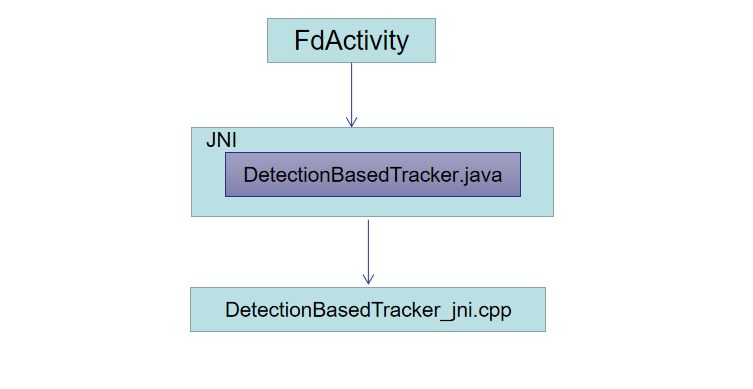 FdActivity
JNI
DetectionBasedTracker.java
DetectionBasedTracker_jni.cpp